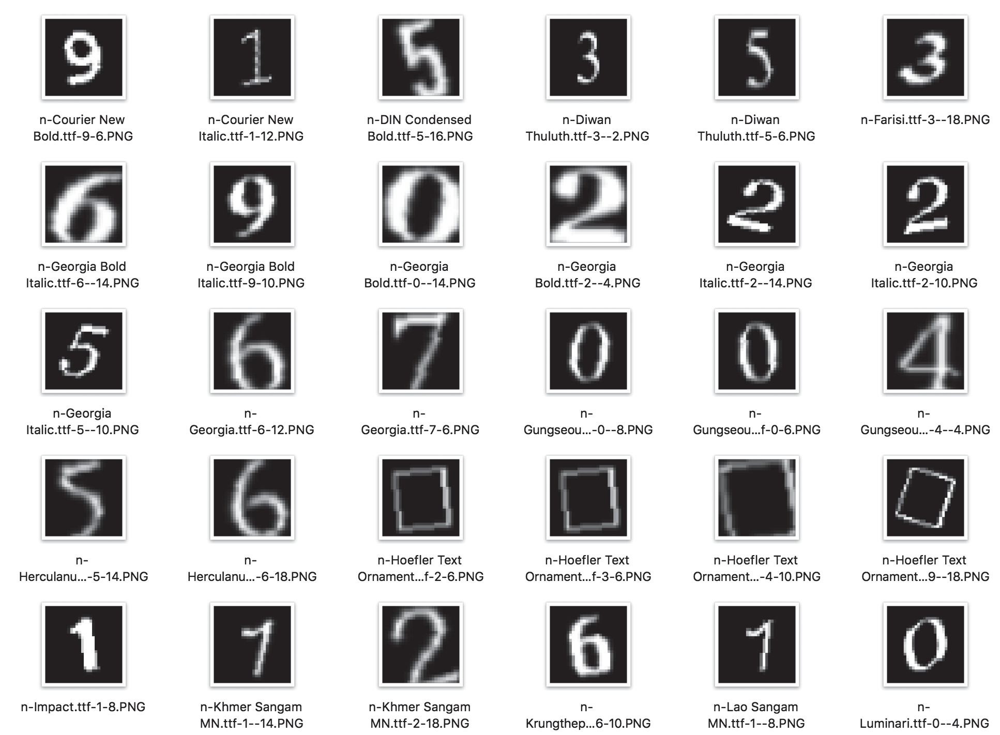 9 1 5 3 5 3
n-Courier New n-Courier New n-DIN Condensed n-Diwan n-Diwan n-Farisi.ttf-3--18.PNG
Bold.ttf-9-6.PNG Italic.ttf-1-12.PNG Bold.ttf-5-16.PNG Thuluth.ttf-3--2.PNG Thuluth.ttf-5-6.PNG
6 9 0 2 2 2
n-Georgia Bold n-Georgia Bold n-Georgia n-Georgia n-Georgia n-Georgia
Italic.ttf-6--14.PNG Italic.ttf-9-10.PNG Bold.ttf-0--14.PNG Bold.ttf-2--4.PNG Italic.ttf-2--14.PNG Italic.ttf-2-10.PNG
5 6 7 0 0 4
n-Georgia n- n- n- n- n-
Italic.ttf-5--10.PNG Georgia.ttf-6-12.PNG Georgia.ttf-7-6.PNG Gungseou...-0--8.PNG Gungseou...f-0-6.PNG Gungseou...-4--4.PNG
5 6
n- n- n-Hoefler Text n-Hoefler Text n-Hoefler Text n-Hoefler Text
Herculanu...-5-14.PNG Herculanu...-6-18.PNG Ornament...f-2-6.PNG Ornament...f-3-6.PNG Ornament...-4-10.PNG Ornament...9--18.PNG
1 1 2 6 1 0
n-Impact.ttf-1-8.PNG n-Khmer Sangam n-Khmer Sangam n- n-Lao Sangam n-
MN.ttf-1--14.PNG MN.ttf-2-18.PNG Krungthep...6-10.PNG MN.ttf-1--8.PNG Luminari.ttf-0--4.PNG